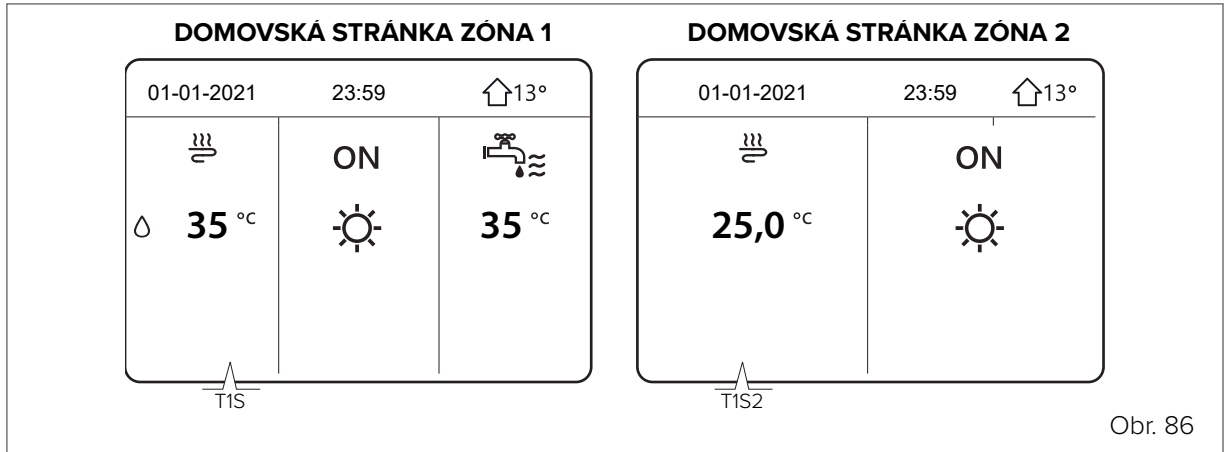 DOMOVSKÁ STRÁNKA ZÓNA 1
01-01-2021 23:59 13°
ON
35 °C
35 °C
T1S
DOMOVSKÁ STRÁNKA ZÓNA 2
01-01-2021 23:59 13°
ON
25,0 °C
T1S2
Obr. 86